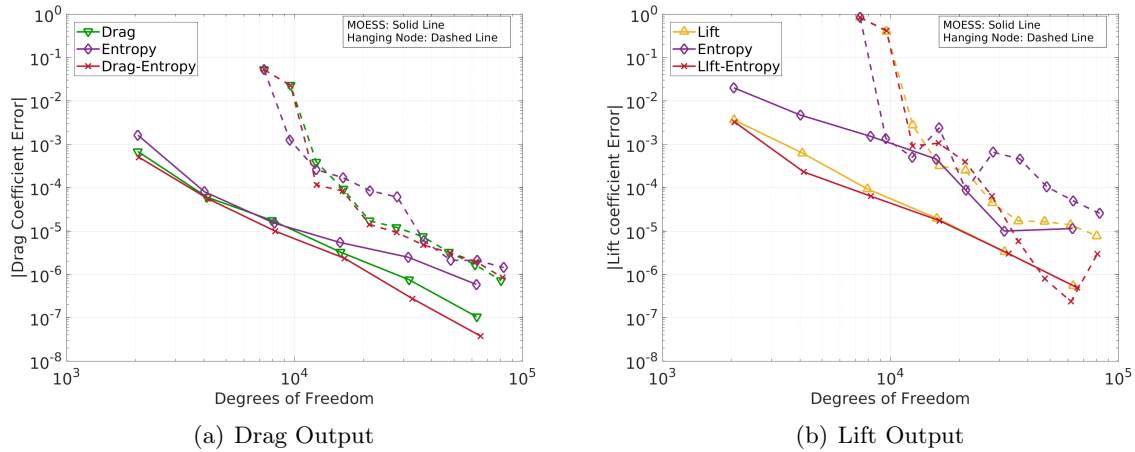 10^0
10^-1
10^-2
10^-3
10^-4
10^-5
10^-6
10^-7
10^-8
|Drag Coefficient Error|
Drag
Entropy
Drag-Entropy
MOESS: Solid Line
Hanging Node: Dashed Line
10^3
10^4
10^5
Degrees of Freedom
(a) Drag Output
10^0
10^-1
10^-2
10^-3
10^-4
10^-5
10^-6
10^-7
10^-8
|Lift coefficient Error|
Lift
Entropy
LIft-Entropy
MOESS: Solid Line
Hanging Node: Dashed Line
10^3
10^4
10^5
Degrees of Freedom
(b) Lift Output